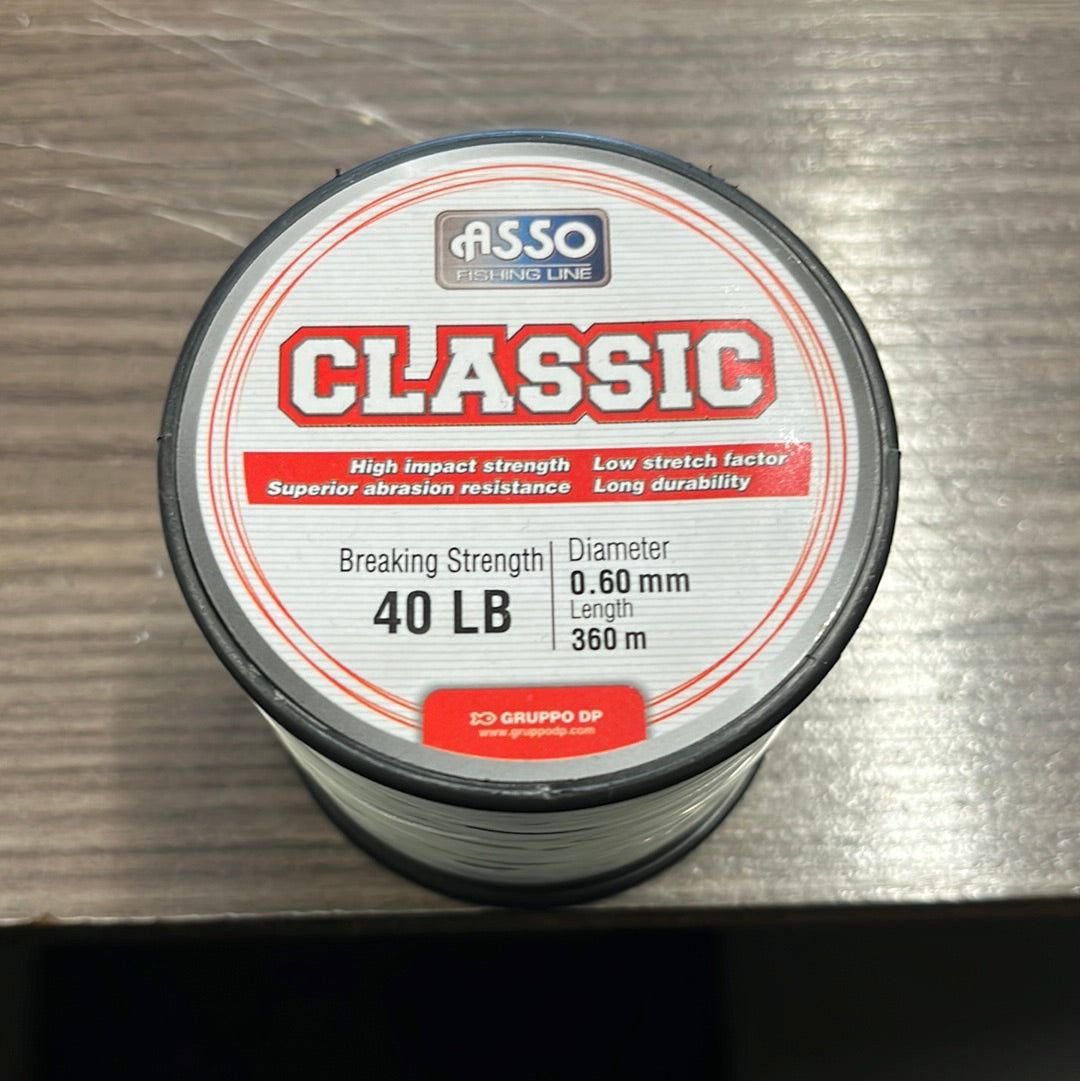 ASSO
FISHING LINE
CLASSIC
High impact strength Low stretch factor
Superior abrasion resistance Long durability
Breaking Strength
40 LB
Diameter
0.60 mm
Length
360 m
GRUPPO DP
www.gruppodp.com